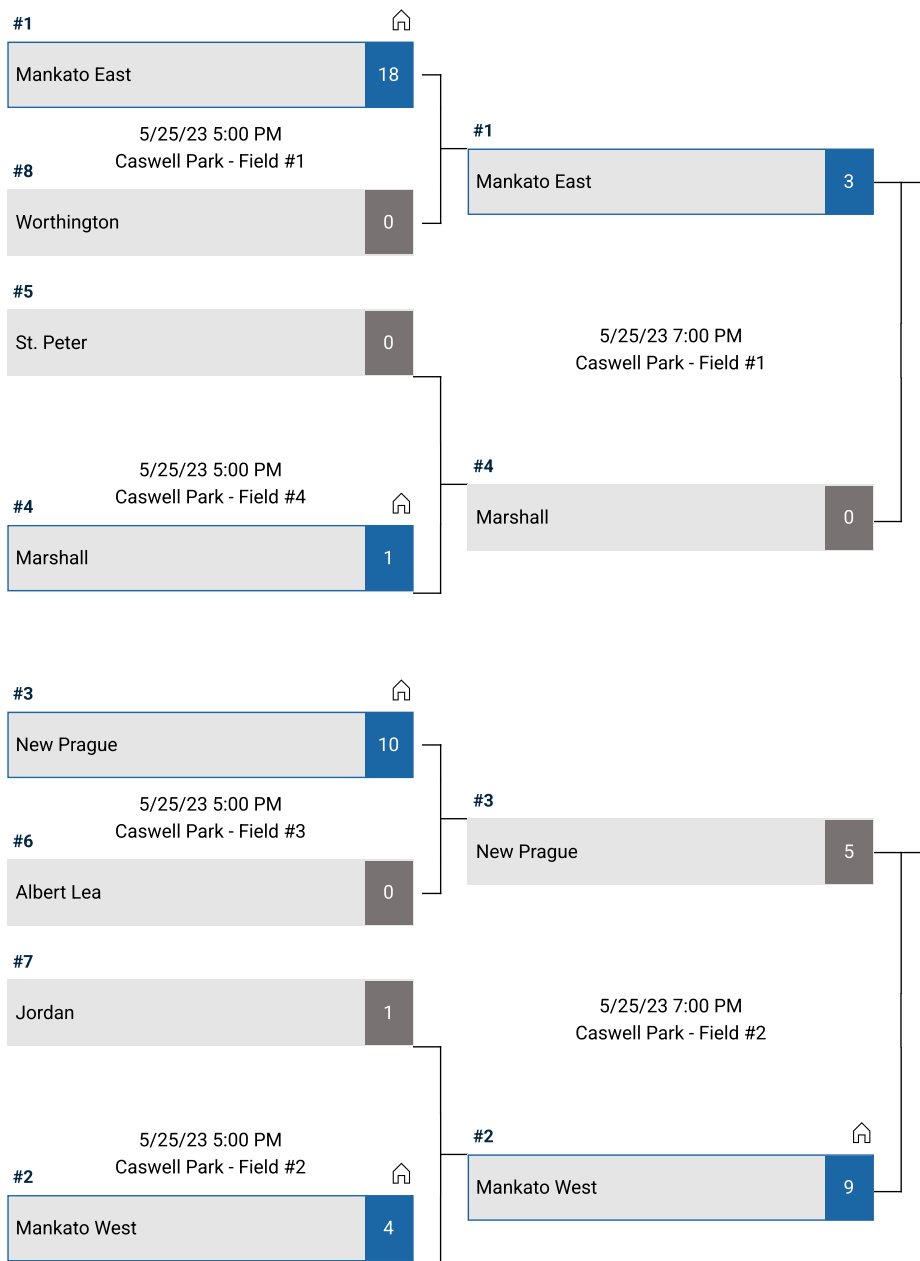 #1
Mankato East
18
5/25/23 5:00 PM
Caswell Park - Field #1
#8
Worthington
0
#5
St. Peter
0
5/25/23 5:00 PM
Caswell Park - Field #4
#4
Marshall
1
#1
Mankato East
3
5/25/23 7:00 PM
Caswell Park - Field #1
#4
Marshall
0
#3
New Prague
10
5/25/23 5:00 PM
Caswell Park - Field #3
#6
Albert Lea
0
#7
Jordan
1
5/25/23 5:00 PM
Caswell Park - Field #2
#2
Mankato West
4
#3
New Prague
5
5/25/23 7:00 PM
Caswell Park - Field #2
#2
Mankato West
9